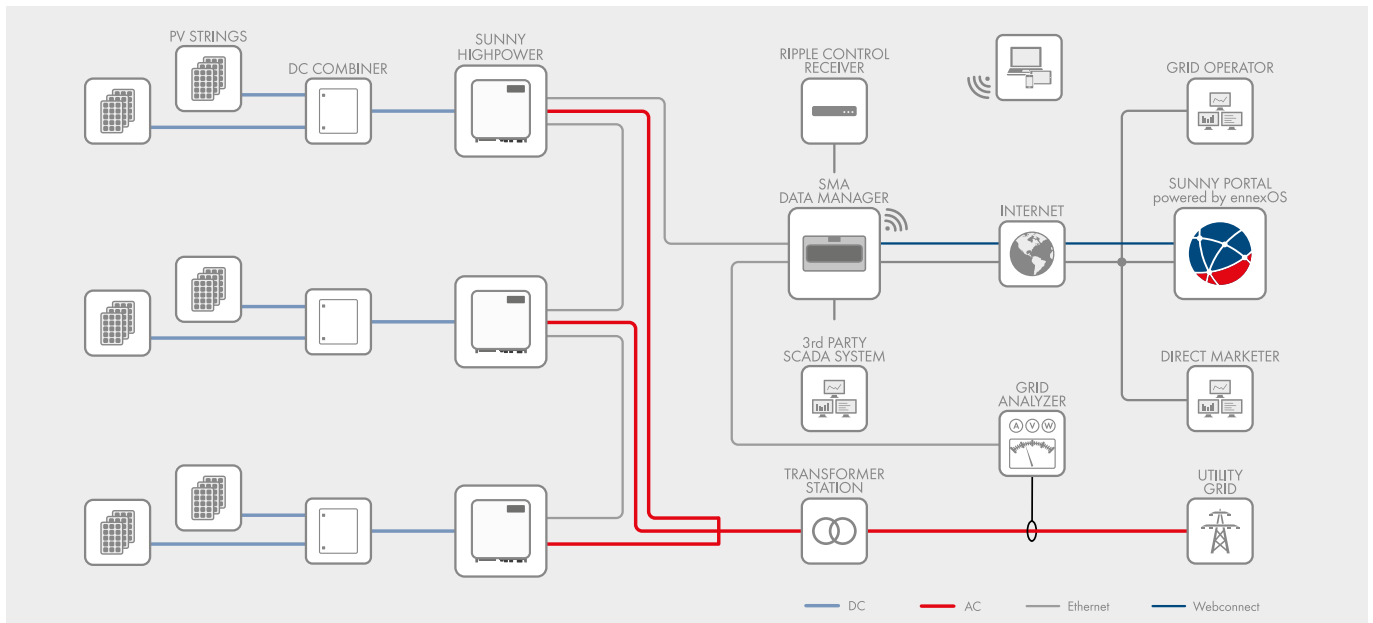 PV STRINGS
DC COMBINER
SUNNY
HIGHPOWER
RIPPLE CONTROL
RECEIVER
GRID OPERATOR
SMA
DATA MANAGER
INTERNET
SUNNY PORTAL
powered by ennexOS
3rd PARTY
SCADA SYSTEM
GRID
ANALYZER
A V W
DIRECT MARKETER
TRANSFORMER
STATION
UTILITY
GRID
DC
AC
Ethernet
Webconnect